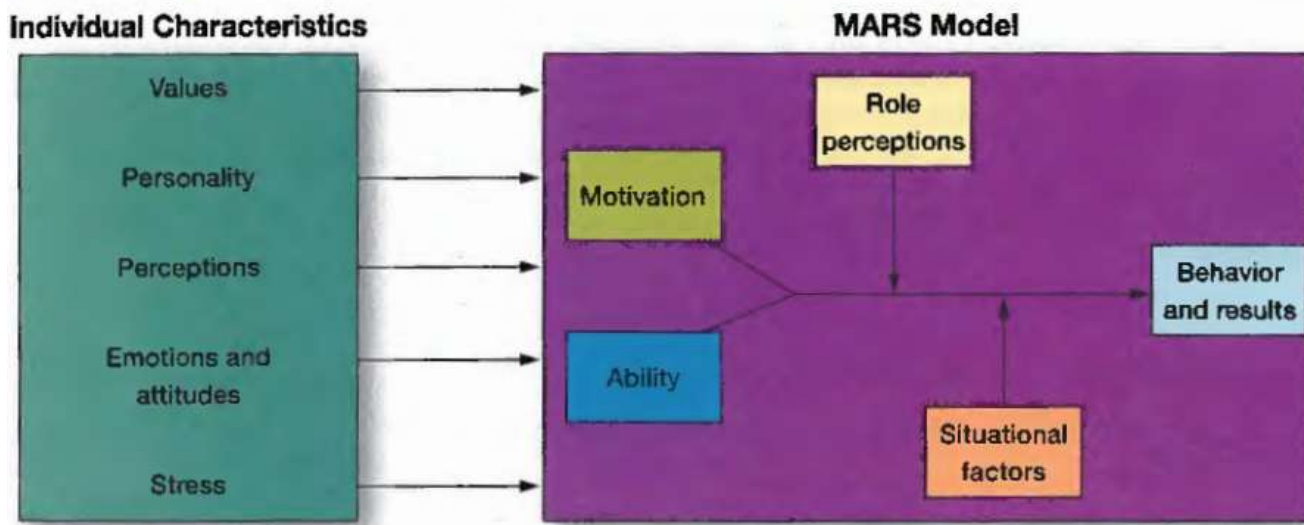 Individual Characteristics
Values
Personality
Perceptions
Emotions and
attitudes
Stress
MARS Model
Role
perceptions
Motivation
Ability
Behavior
and results
Situational
factors